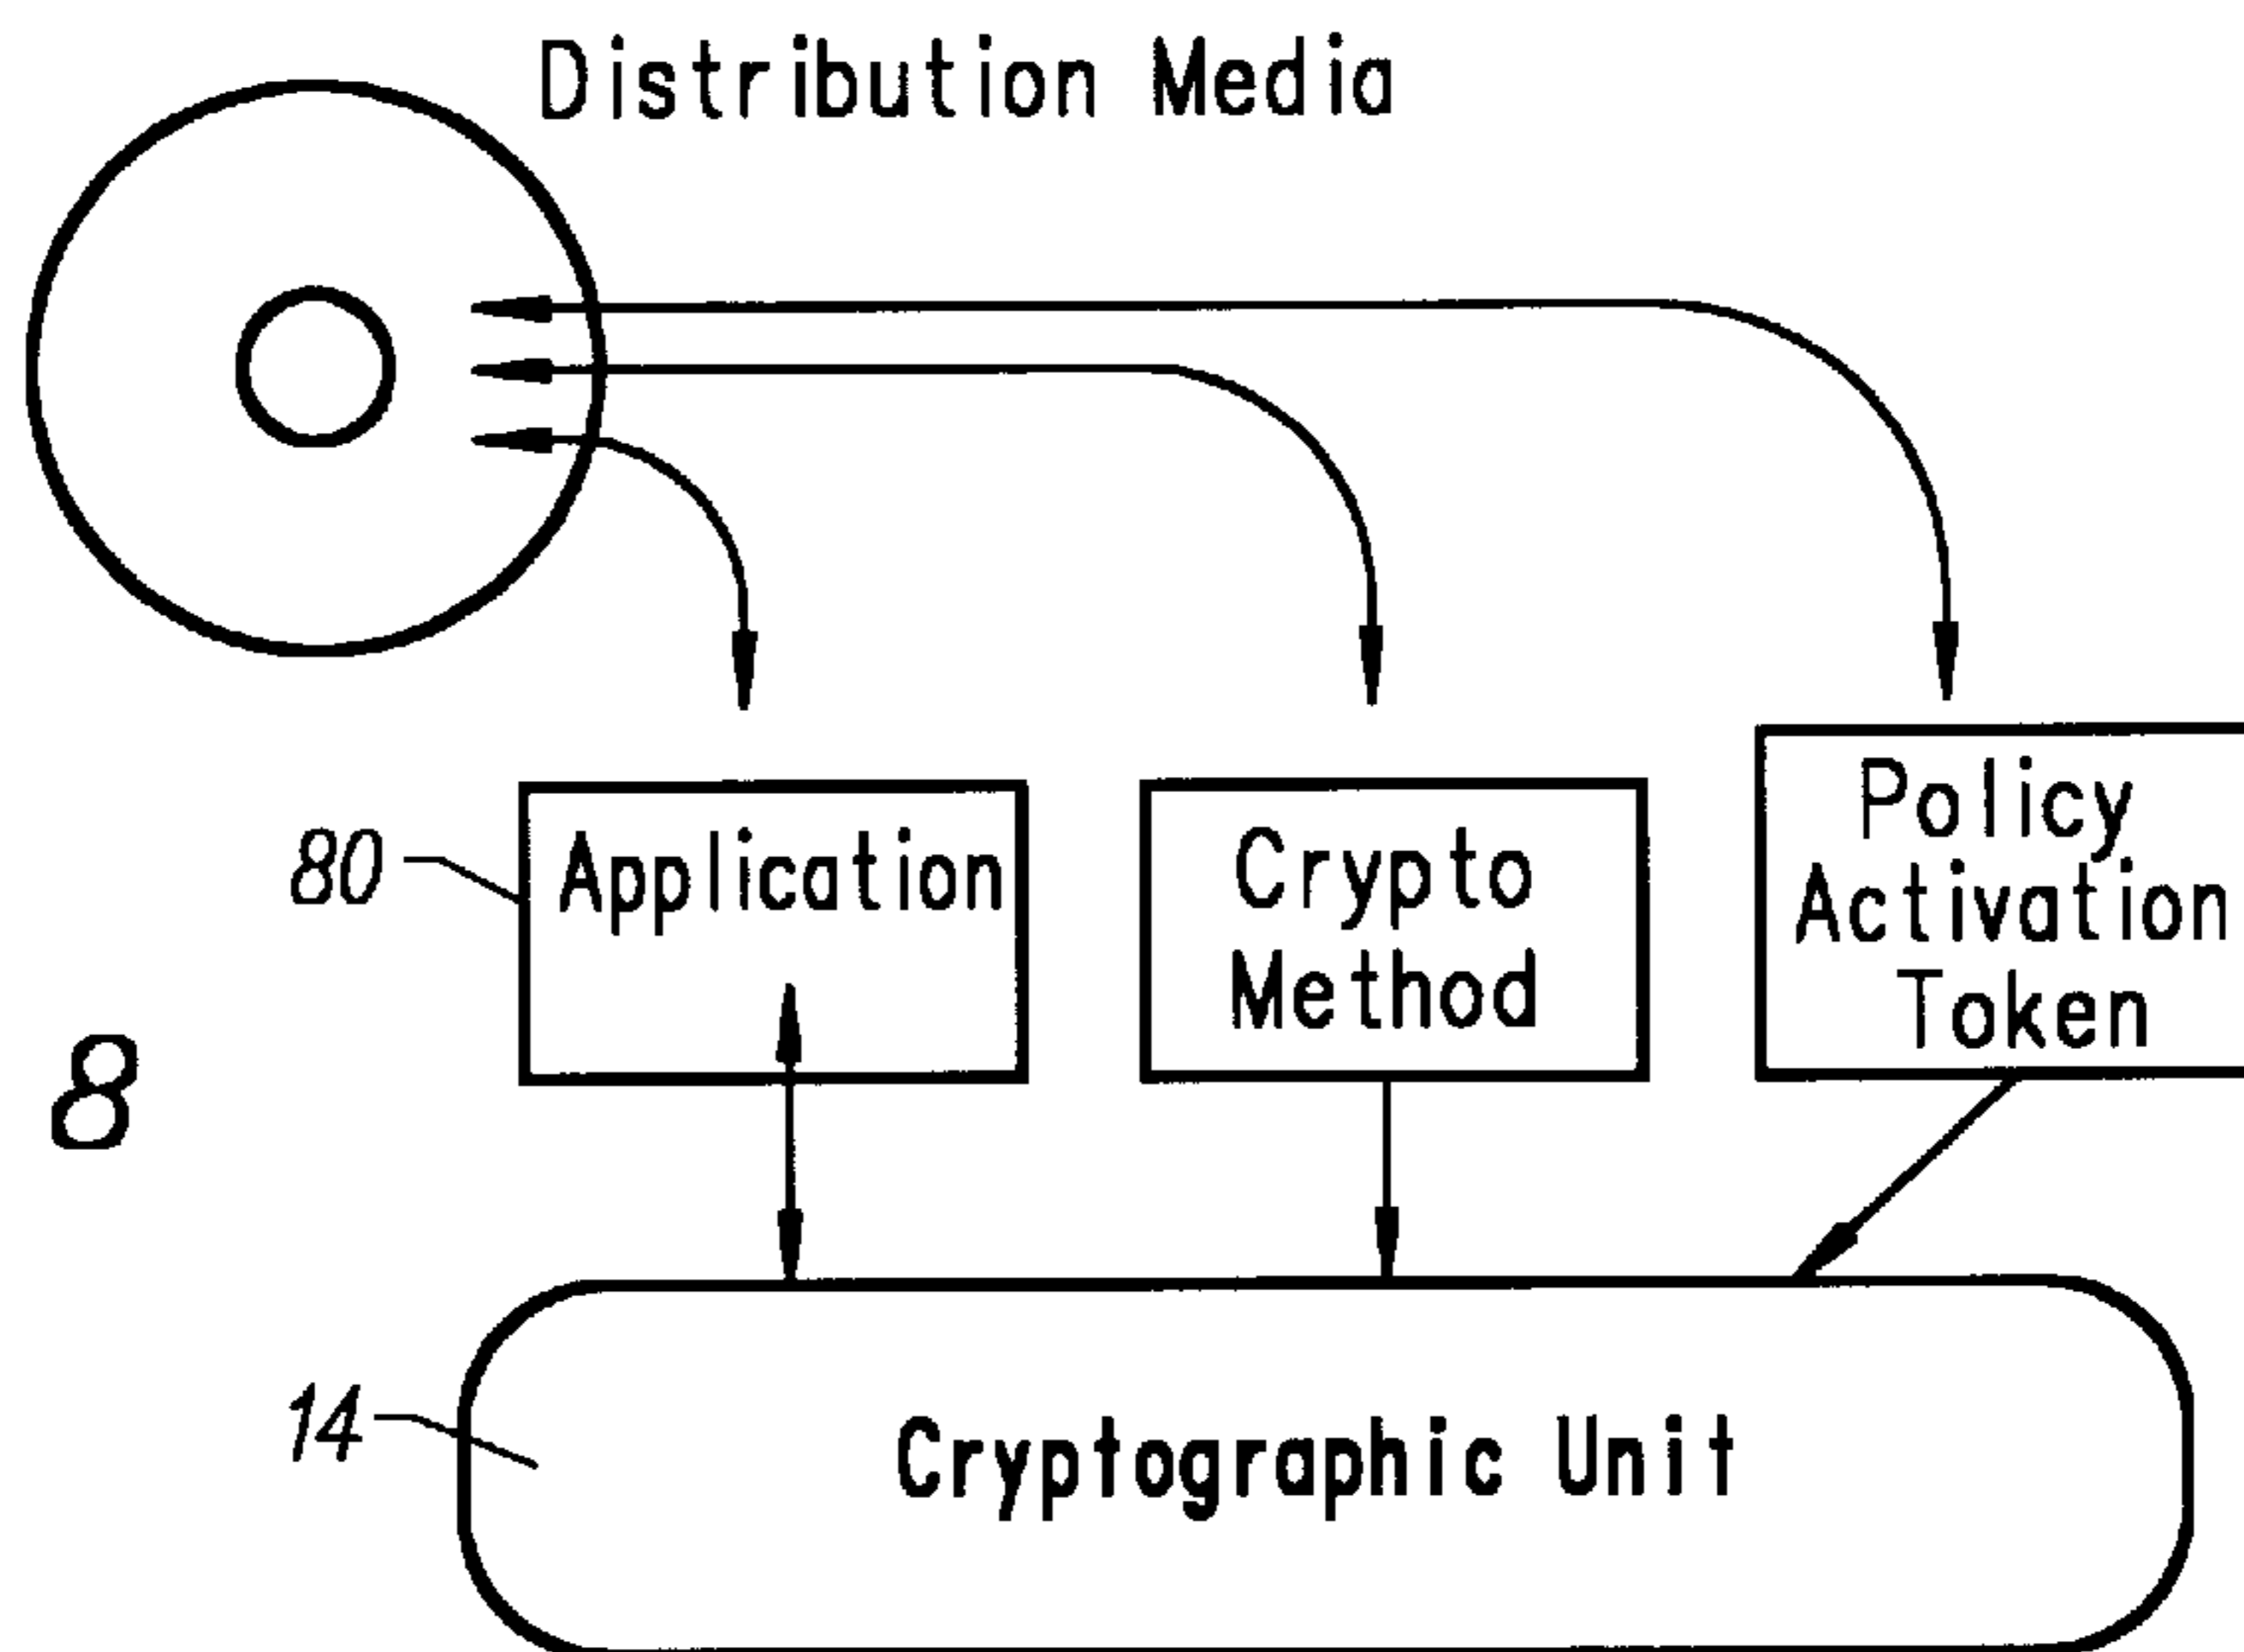 Distribution Media
80
Application
Crypto
Method
Policy
Activation
Token
8
14
Cryptographic Unit